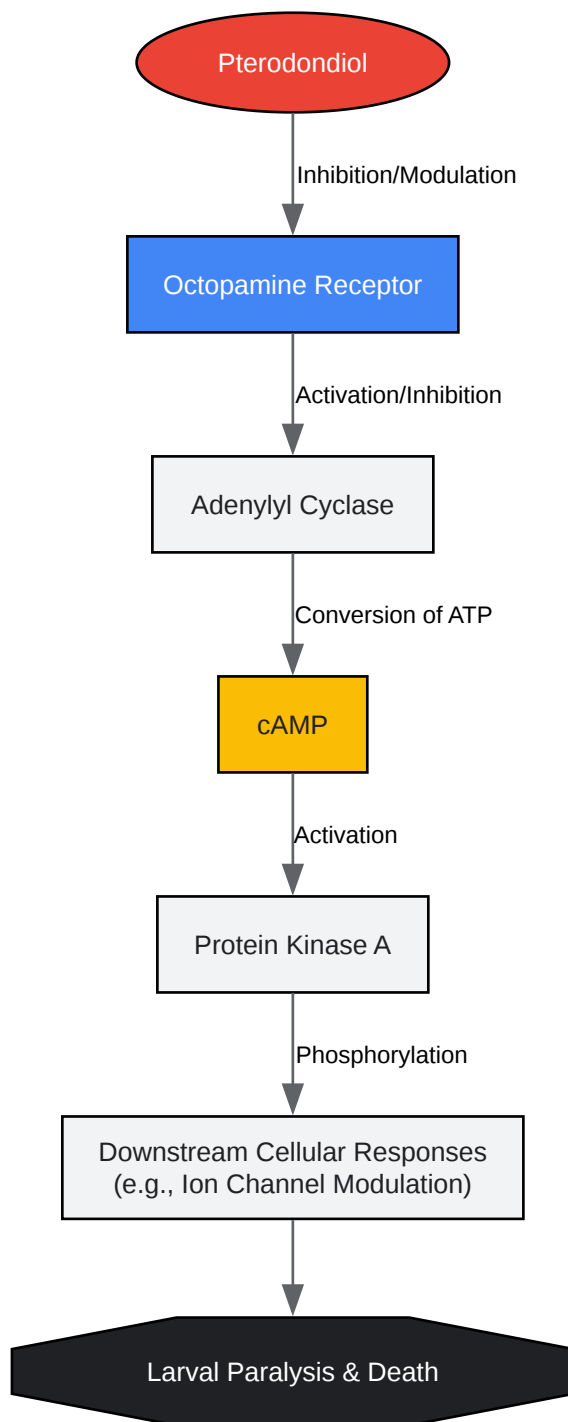 Pterodondiol
Inhibition/Modulation
Octopamine Receptor
Activation/Inhibition
Adenylyl Cyclase
Conversion of ATP
cAMP
Activation
Protein Kinase A
Phosphorylation
Downstream Cellular Responses
(e.g., Ion Channel Modulation)
Larval Paralysis & Death